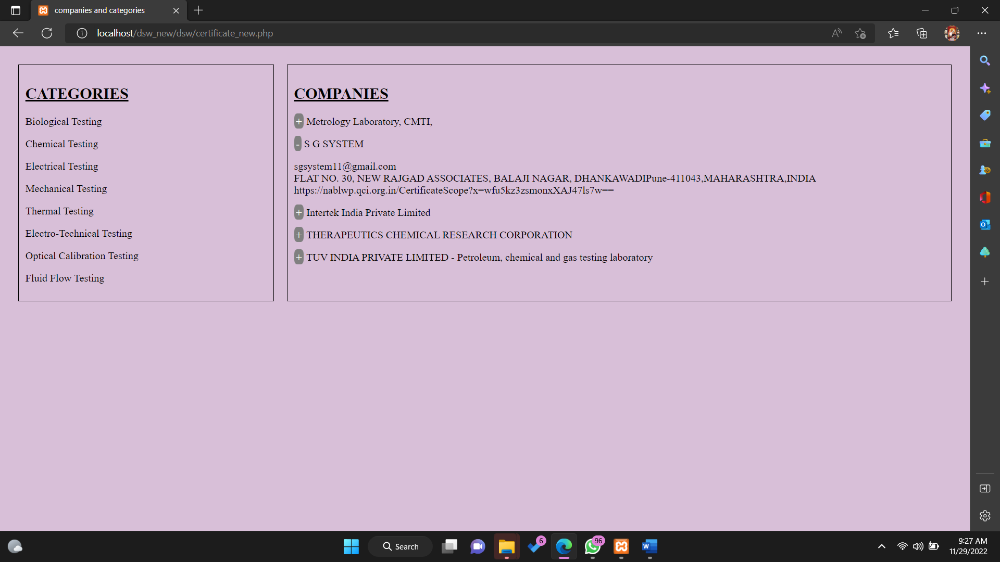 companies and categories
localhost/dsw_new/dsw/certificate_new.php
CATEGORIES
Biological Testing
Chemical Testing
Electrical Testing
Mechanical Testing
Thermal Testing
Electro-Technical Testing
Optical Calibration Testing
Fluid Flow Testing
COMPANIES
+ Metrology Laboratory, CMTI,
- S G SYSTEM
sgsystem11@gmail.com
FLAT NO. 30, NEW RAJGAD ASSOCIATES, BALAJI NAGAR, DHANKAWADIPune-411043,MAHARASHTRA,INDIA
https://nablwp.qci.org.in/CertificateScope?x=wfu5kz3zsmonxXAJ47ls7w==
+ Intertek India Private Limited
+ THERAPEUTICS CHEMICAL RESEARCH CORPORATION
+ TUV INDIA PRIVATE LIMITED - Petroleum, chemical and gas testing laboratory
Search
6
96
9:27 AM
11/29/2022